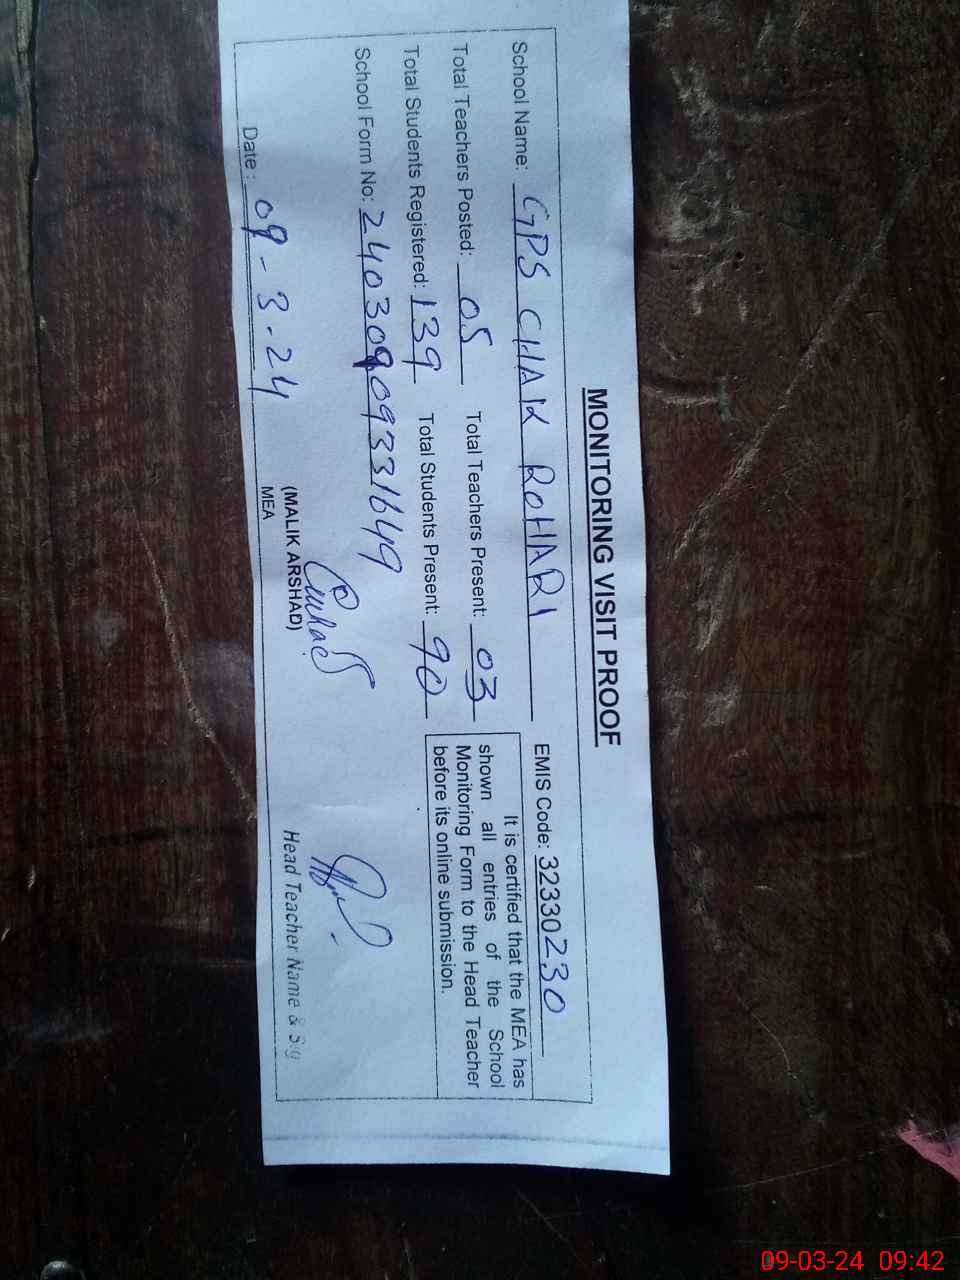 MONITORING VISIT PROOF
School Name: GPS CHAK ROHARI EMIS Code: 32330230
Total Teachers Posted: 05 Total Teachers Present: 03
Total Students Registered: 139 Total Students Present: 90
School Form No: 24030909331649
It is certified that the MEA has
shown all entries of the School
Monitoring Form to the Head Teacher
before its online submission.
Date: 09-3-24
(MALIK ARSHAD)
MEA
Head Teacher Name & Sig
09-03-24 09:42